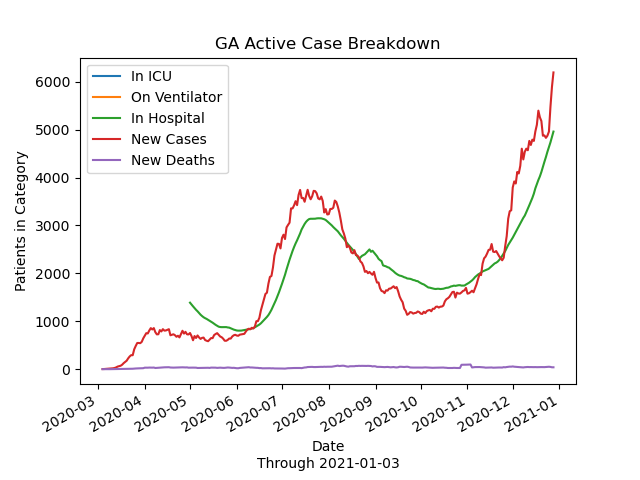 GA Active Case Breakdown
In ICU
On Ventilator
In Hospital
New Cases
New Deaths
Patients in Category
6000
5000
4000
3000
2000
1000
0
2020-03
2020-04
2020-05
2020-06
2020-07
2020-08
2020-09
2020-10
2020-11
2020-12
2021-01
Date
Through 2021-01-03